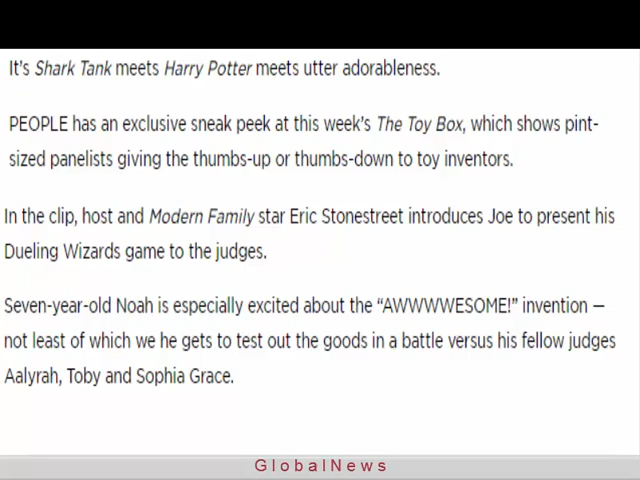 It's Shark Tank meets Harry Potter meets utter adorableness.
PEOPLE has an exclusive sneak peek at this week's The Toy Box, which shows pint-
sized panelists giving the thumbs-up or thumbs-down to toy inventors.
In the clip, host and Modern Family star Eric Stonestreet introduces Joe to present his
Dueling Wizards game to the judges.
Seven-year-old Noah is especially excited about the “AWWWWESOME!” invention —
not least of which we he gets to test out the goods in a battle versus his fellow judges
Aalyrah, Toby and Sophia Grace.
GlobalNews